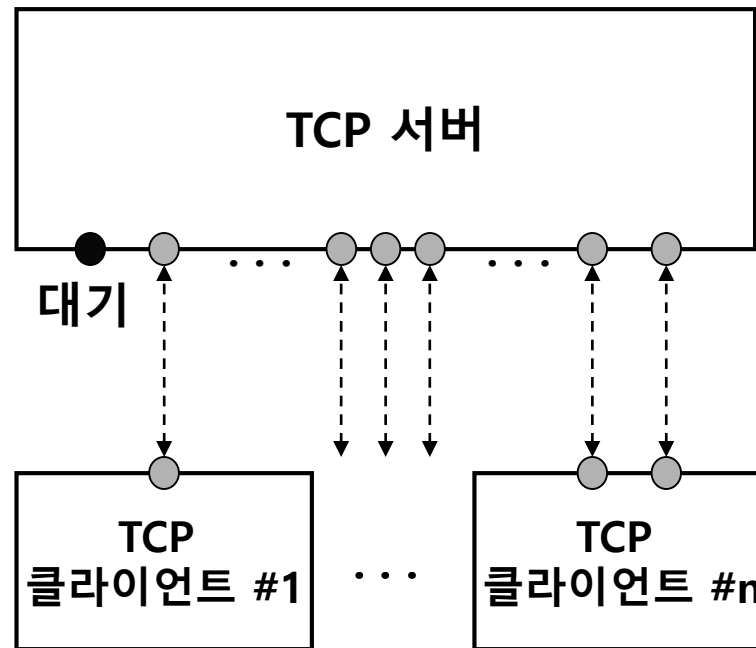 TCP 서버
. . .
. . .
대기
TCP
클라이언트 #1
. . .
TCP
클라이언트 #n